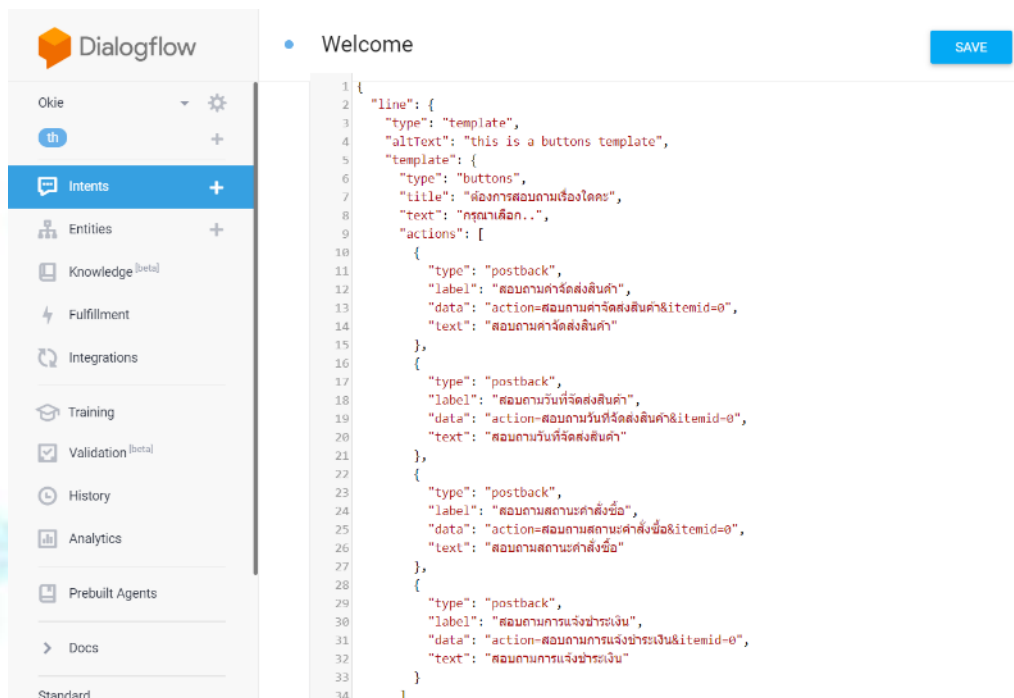 Dialogflow
Welcome
SAVE
Okie
th
Intents
Entities
Knowledge [beta]
Fulfillment
Integrations
Training
Validation [beta]
History
Analytics
Prebuilt Agents
Docs
Standard
1 {
2 "line": {
3 "type": "template",
4 "altText": "this is a buttons template",
5 "template": {
6 "type": "buttons",
7 "title": "ต้องการสอบถามเรื่องใดคะ",
8 "text": "กรุณาเลือก..",
9 "actions": [
10 {
11 "type": "postback",
12 "label": "สอบถามค่าจัดส่งสินค้า",
13 "data": "action=สอบถามค่าจัดส่งสินค้า&itemid=0",
14 "text": "สอบถามค่าจัดส่งสินค้า"
15 },
16 {
17 "type": "postback",
18 "label": "สอบถามวันที่จัดส่งสินค้า",
19 "data": "action=สอบถามวันที่จัดส่งสินค้า&itemid=0",
20 "text": "สอบถามวันที่จัดส่งสินค้า"
21 },
22 {
23 "type": "postback",
24 "label": "สอบถามสถานะคำสั่งซื้อ",
25 "data": "action=สอบถามสถานะคำสั่งซื้อ&itemid=0",
26 "text": "สอบถามสถานะคำสั่งซื้อ"
27 },
28 {
29 "type": "postback",
30 "label": "สอบถามการแจ้งชำระเงิน",
31 "data": "action=สอบถามการแจ้งชำระเงิน&itemid=0",
32 "text": "สอบถามการแจ้งชำระเงิน"
33 }
34 ]